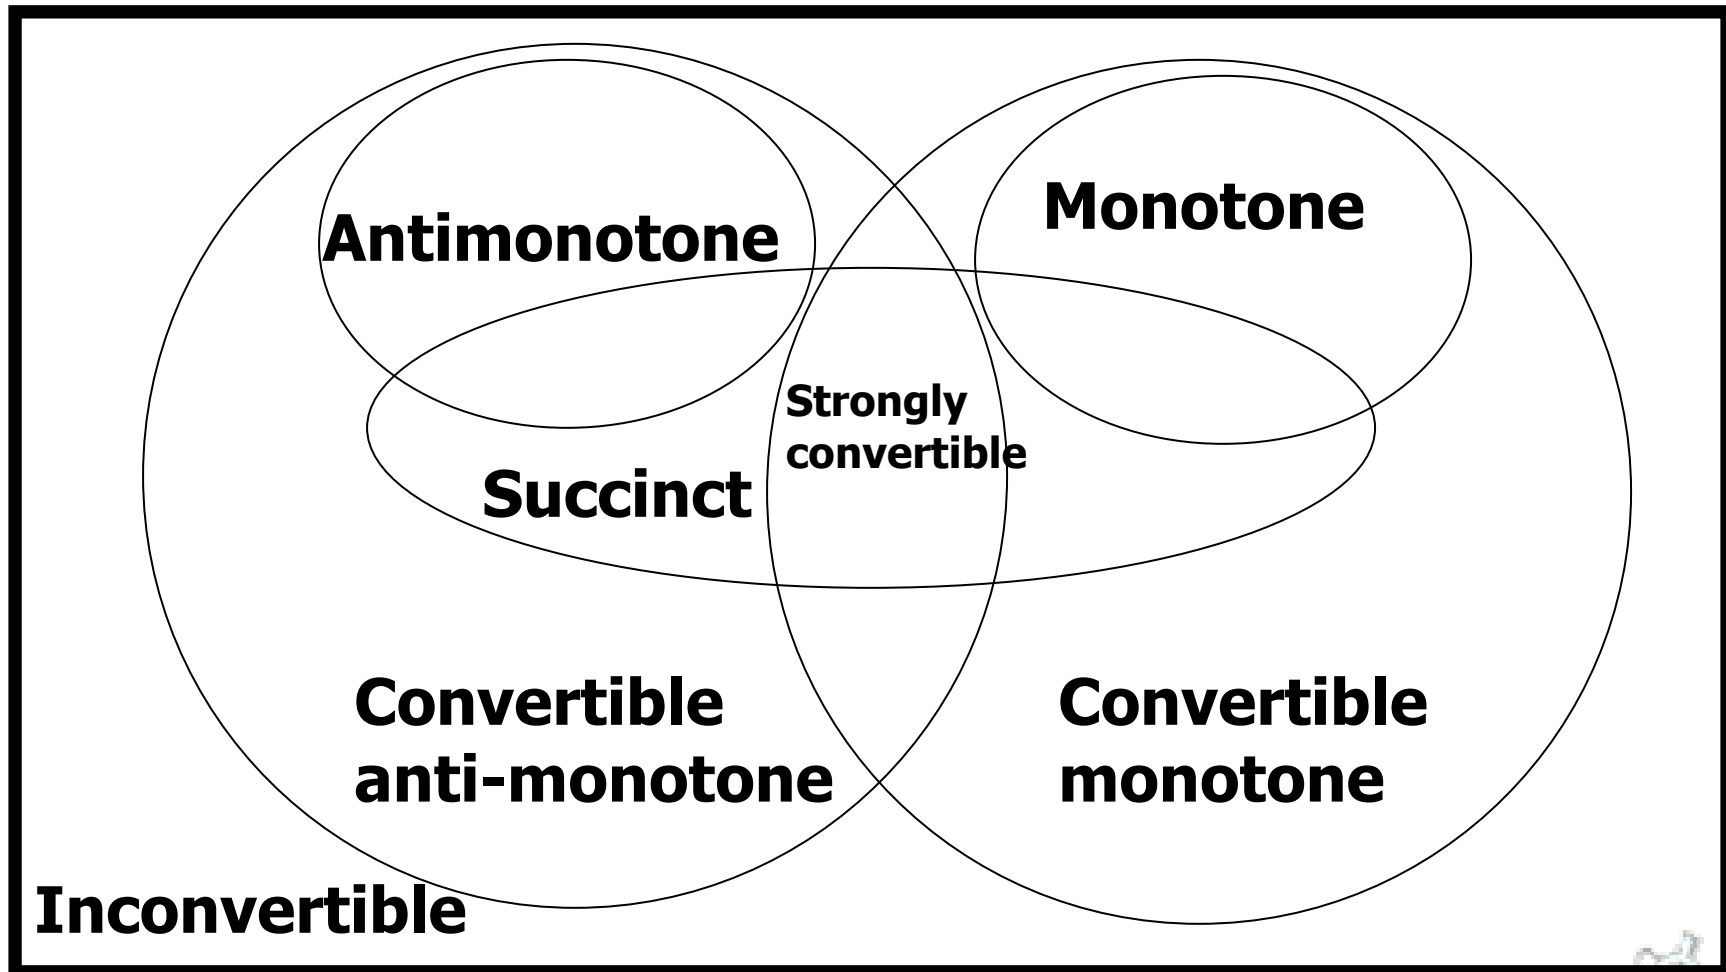 Antimonotone
Monotone
Strongly
convertible
Succinct
Convertible
anti-monotone
Convertible
monotone
Inconvertible